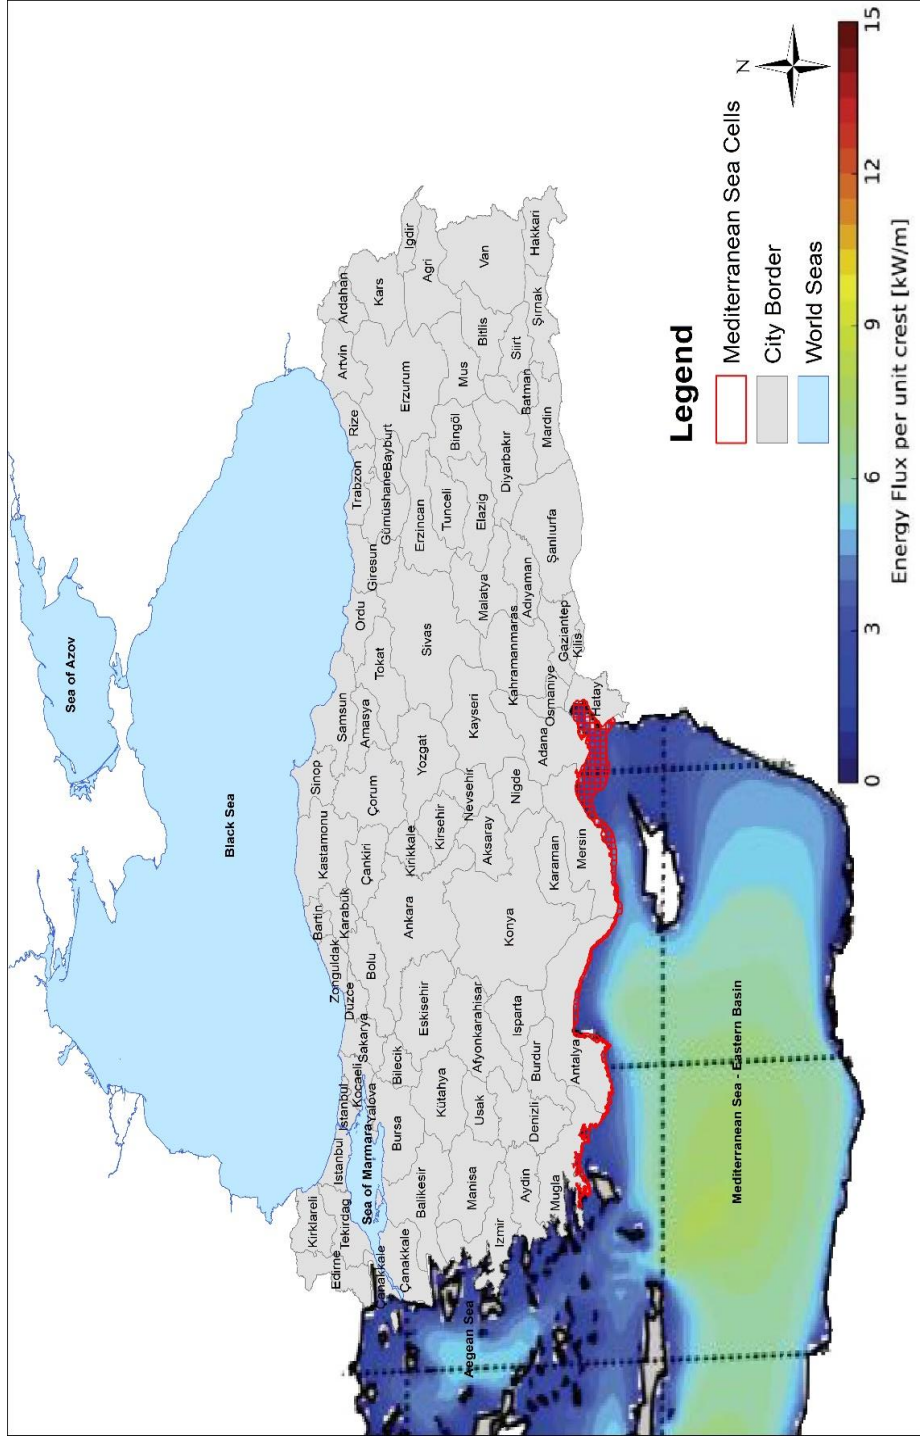 Sea of Azov
Black Sea
Sea of Marmara
Aegean Sea
Mediterranean Sea - Eastern Basin
Kirklareli
Edirne
Tekirdag
Istanbul
Istanbul
Çanakkale
Çanakkale
Kocaeli
Yalova
Sakarya
Düzce
Zonguldak
Bartin
Karabük
Kastamonu
Sinop
Samsun
Ordu
Giresun
Trabzon
Rize
Artvin
Ardahan
Balikesir
Bursa
Bilecik
Bolu
Çankiri
Çorum
Amasya
Tokat
Gümüshane
Bayburt
Kars
Igdir
Agri
Kütahya
Eskisehir
Ankara
Kirikkale
Kirsehir
Yozgat
Sivas
Erzincan
Erzurum
Manisa
Usak
Afyonkarahisar
Aksaray
Nevsehir
Kayseri
Malatya
Elazig
Tunceli
Bingöl
Mus
Bitlis
Van
Izmir
Aydin
Denizli
Burdur
Isparta
Konya
Nigde
Kahramanmaras
Adıyaman
Diyarbakır
Batman
Siirt
Şırnak
Hakkari
Mugla
Antalya
Karaman
Mersin
Adana
Osmaniye
Hatay
Gaziantep
Kilis
Şanlıurfa
Mardin
N
Legend
Mediterranean Sea Cells
City Border
World Seas
0 3 6 9 12 15
Energy Flux per unit crest [kW/m]